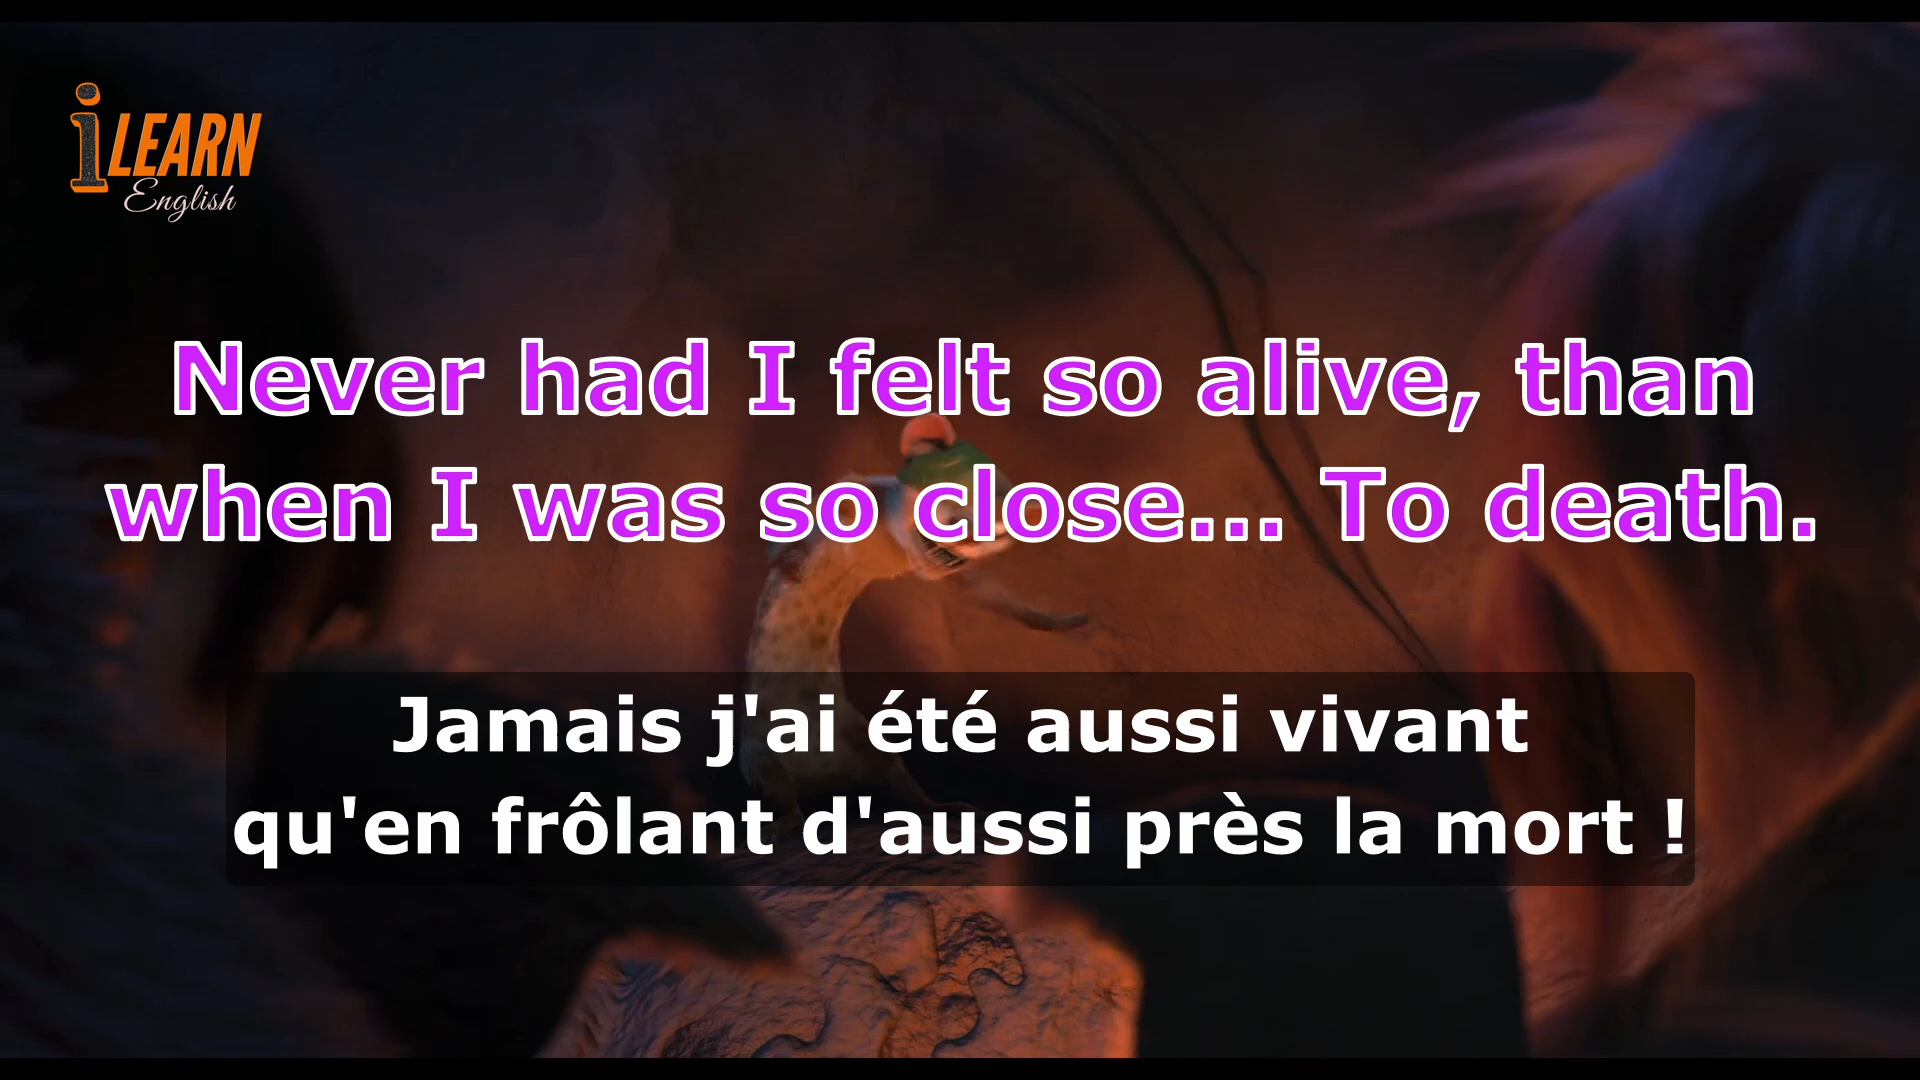 i LEARN
English
Never had I felt so alive, than
when I was so close... To death.
Jamais j'ai été aussi vivant
qu'en frôlant d'aussi près la mort !